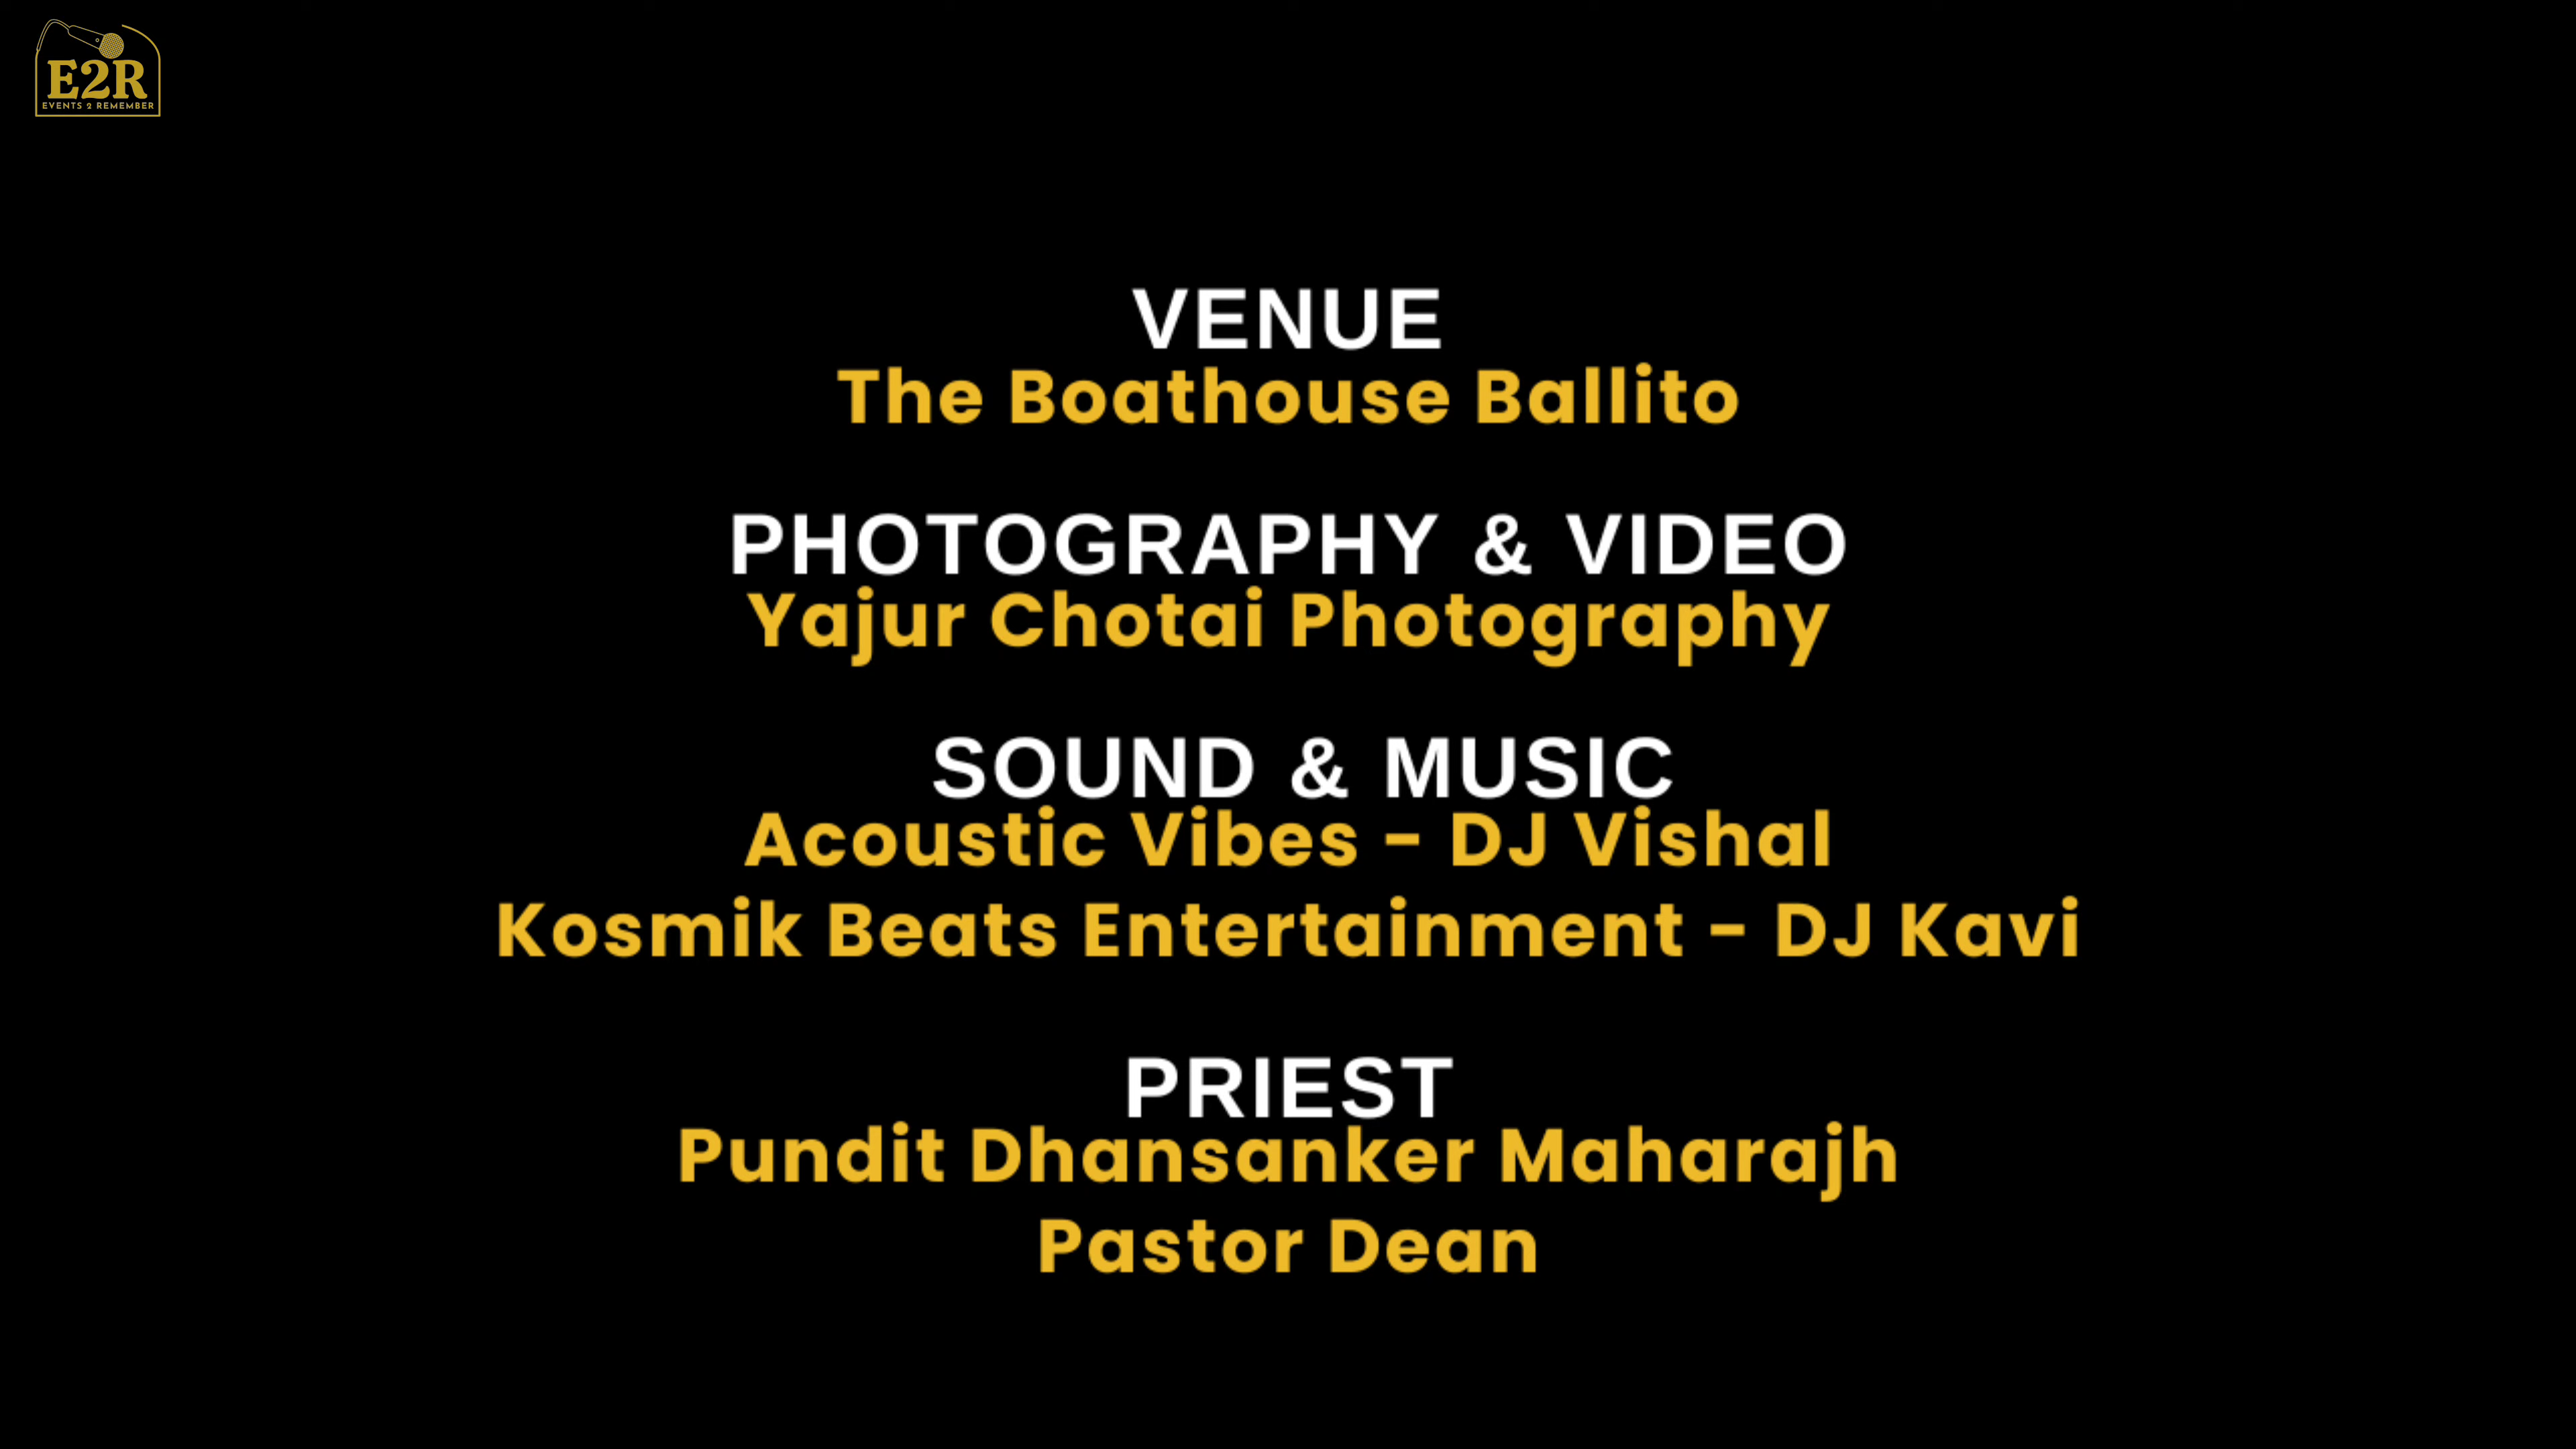 E2R
EVENTS 2 REMEMBER
VENUE
The Boathouse Ballito
PHOTOGRAPHY & VIDEO
Yajur Chotai Photography
SOUND & MUSIC
Acoustic Vibes - DJ Vishal
Kosmik Beats Entertainment - DJ Kavi
PRIEST
Pundit Dhansanker Maharajh
Pastor Dean